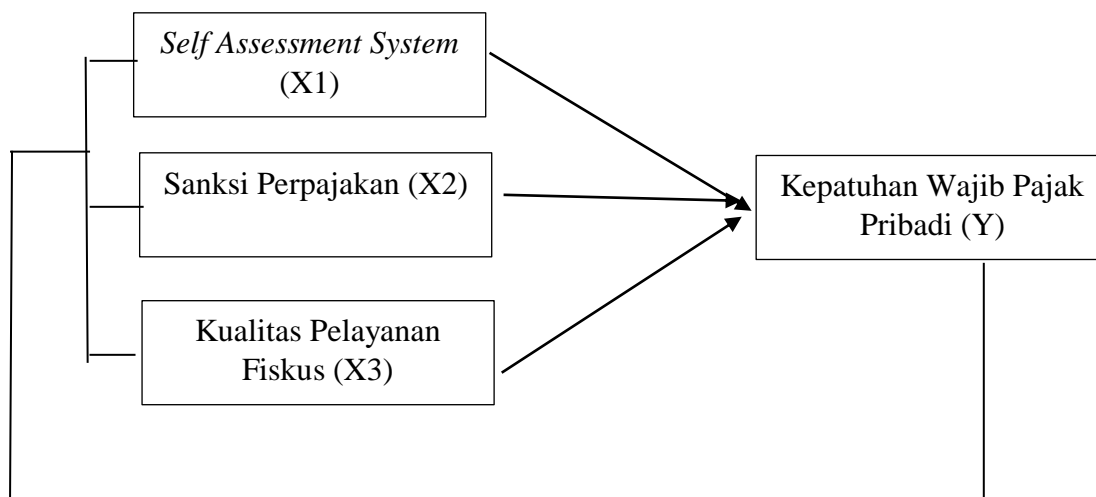 Self Assessment System
(X1)
Sanksi Perpajakan (X2)
Kepatuhan Wajib Pajak
Pribadi (Y)
Kualitas Pelayanan
Fiskus (X3)